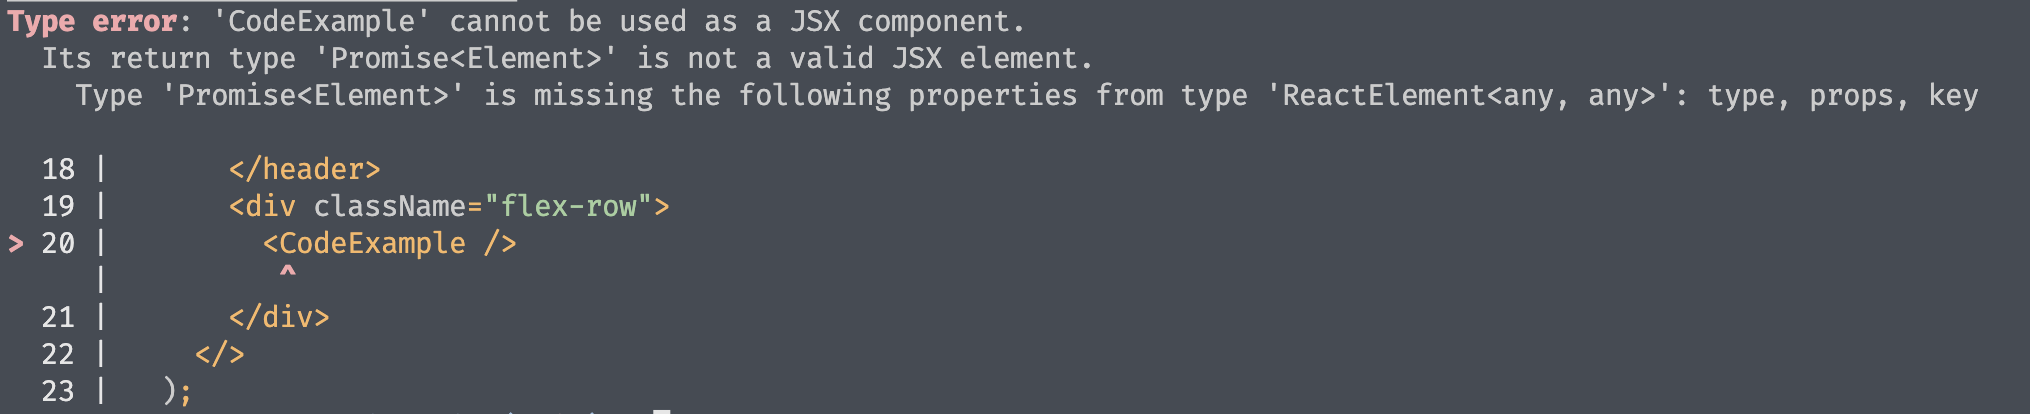 Type error: 'CodeExample' cannot be used as a JSX component.
  Its return type 'Promise<Element>' is not a valid JSX element.
    Type 'Promise<Element>' is missing the following properties from type 'ReactElement<any, any>': type, props, key

  18 |       </header>
  19 |       <div className="flex-row">
> 20 |         <CodeExample />
     |          ^
  21 |       </div>
  22 |     </>
  23 |   );